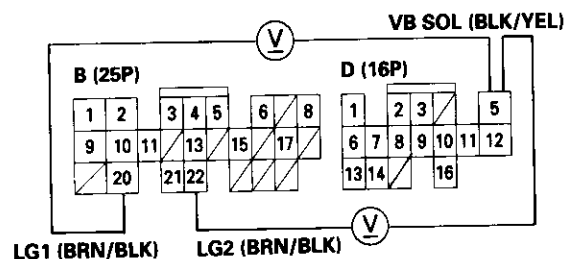 VB SOL (BLK/YEL)
V
B (25P)
D (16P)
1 2 3 4 5 6 8
1 2 3 5
9 10 11 13 15 17
6 7 8 9 10 11 12
20 21 22
13 14 16
LG1 (BRN/BLK)
LG2 (BRN/BLK)
V